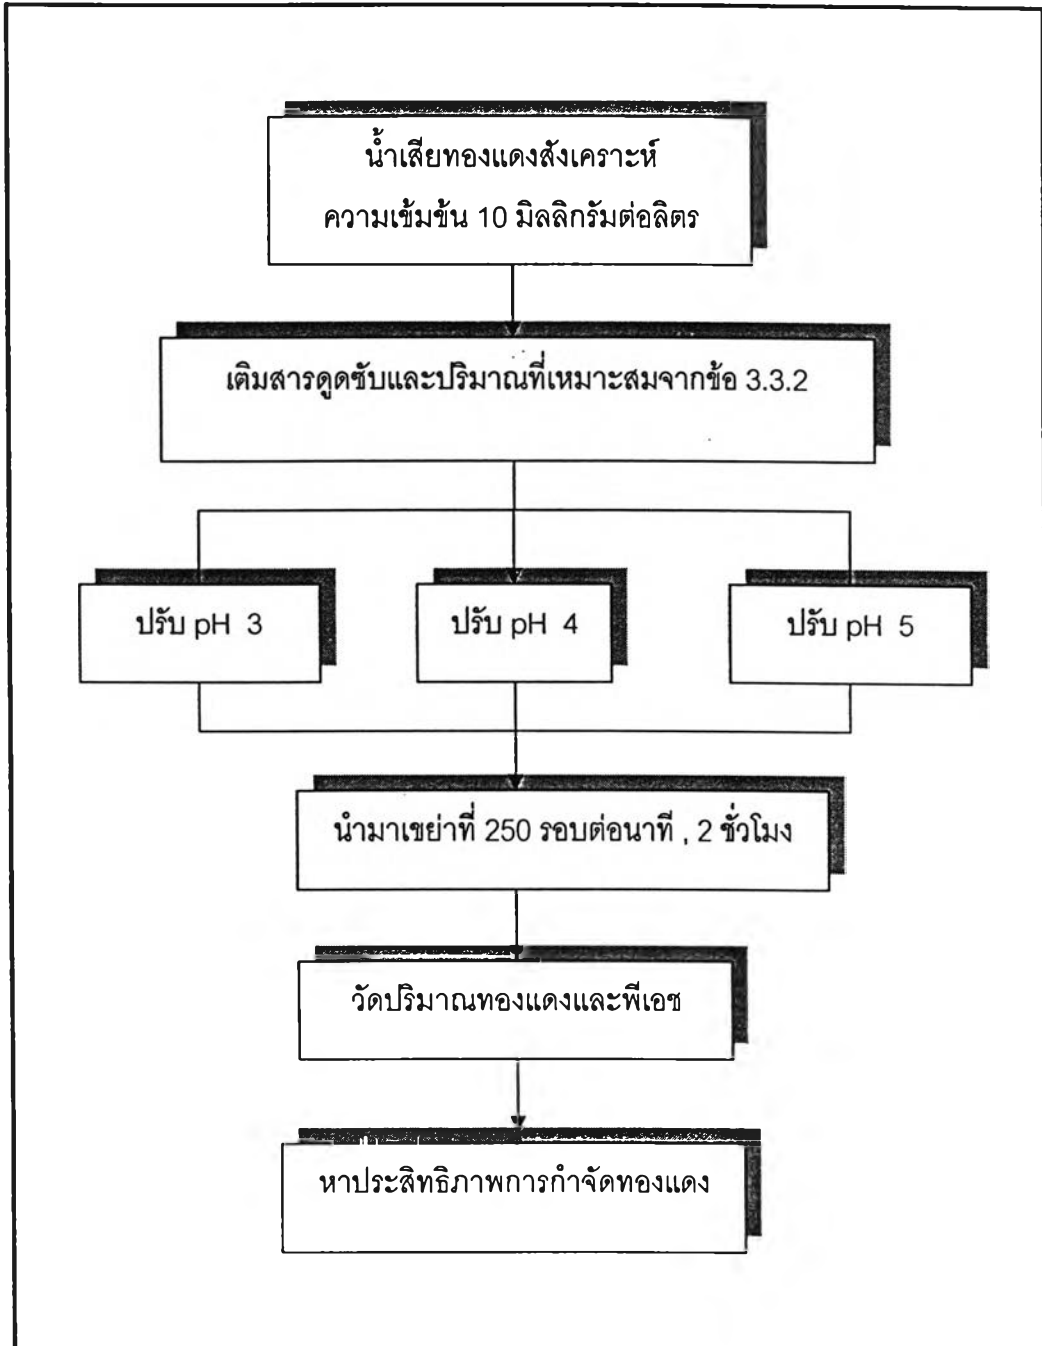 น้ำเสียทองแดงสังเคราะห์
ความเข้มข้น 10 มิลลิกรัมต่อลิตร
เติมสารดูดซับและปริมาณที่เหมาะสมจากข้อ 3.3.2
ปรับ pH 3
ปรับ pH 4
ปรับ pH 5
นำมาเขย่าที่ 250 รอบต่อนาที , 2 ชั่วโมง
วัดปริมาณทองแดงและพีเอช
หาประสิทธิภาพการกำจัดทองแดง